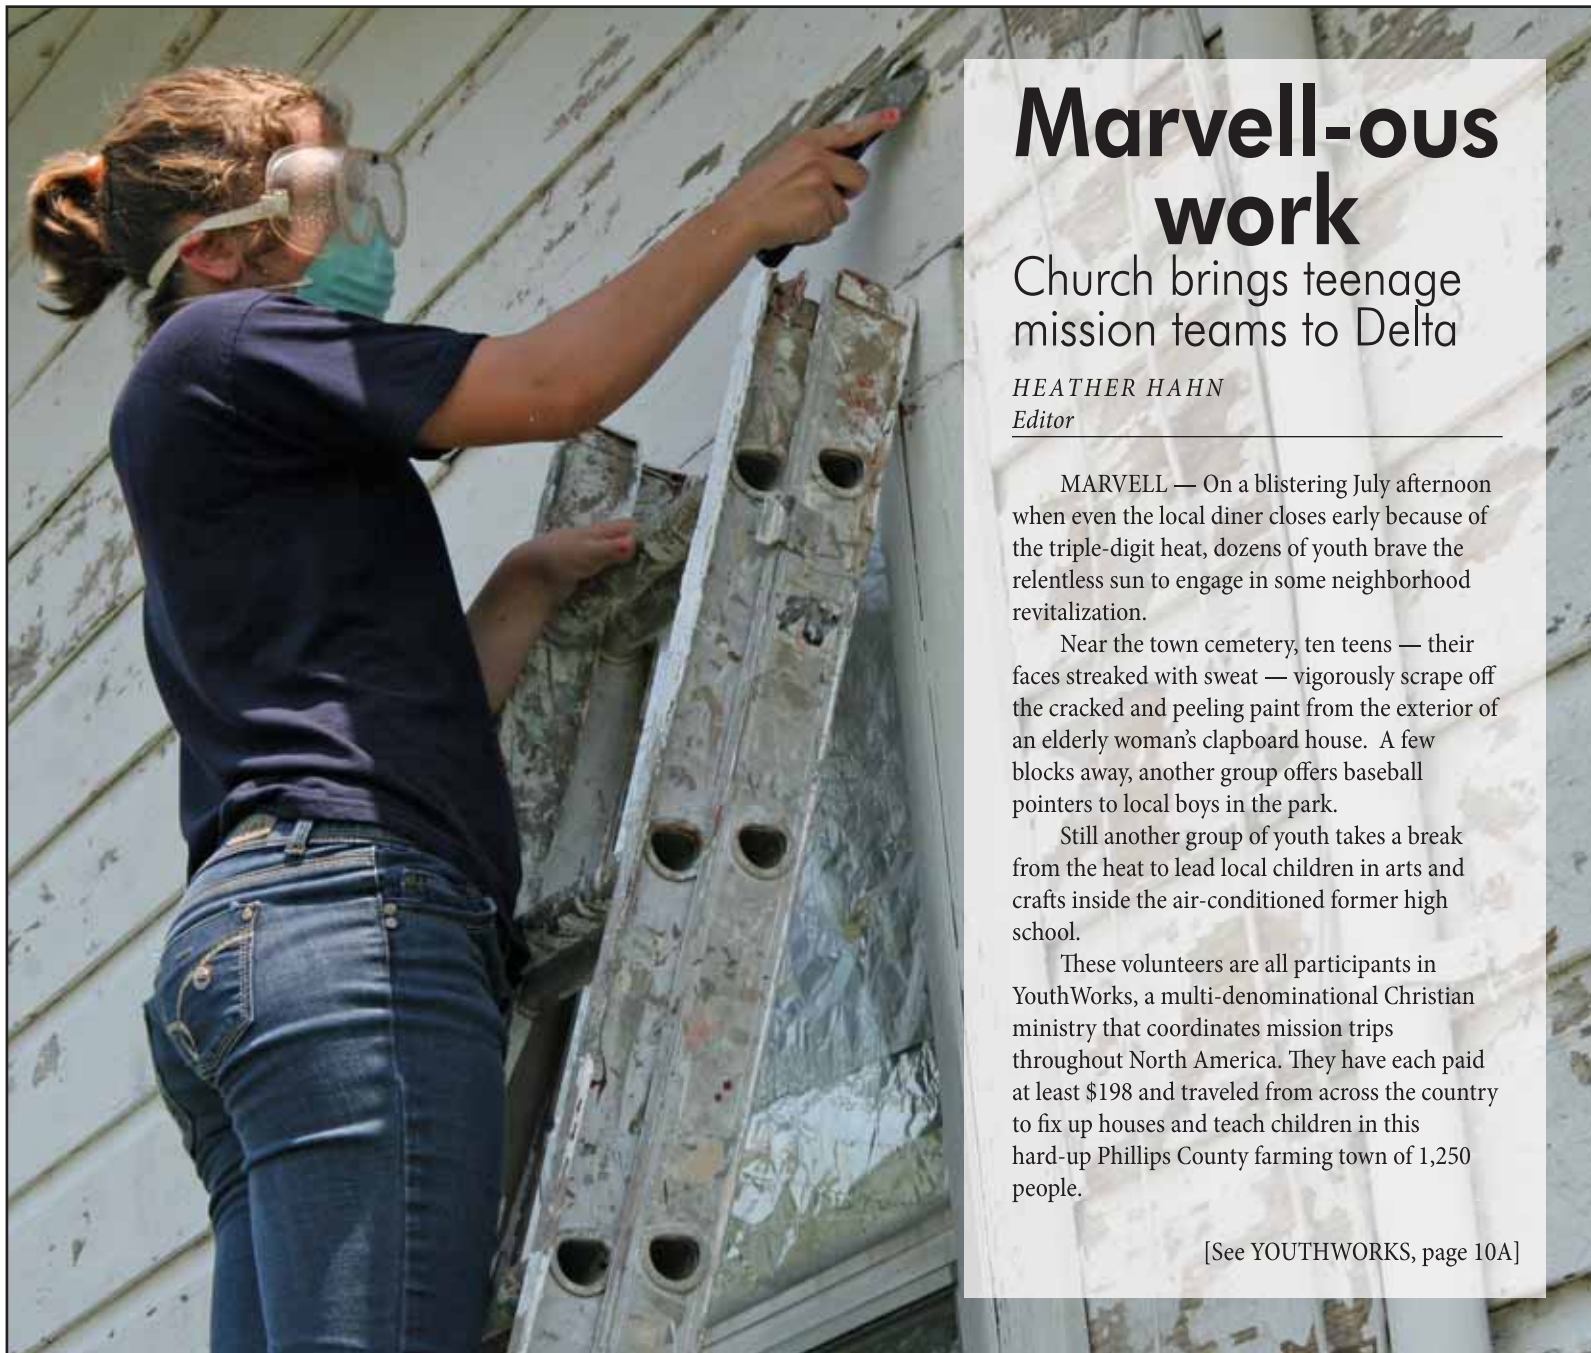 Marvell-ous
work
Church brings teenage
mission teams to Delta
HEATHER HAHN
Editor
MARVELL — On a blistering July afternoon
when even the local diner closes early because of
the triple-digit heat, dozens of youth brave the
relentless sun to engage in some neighborhood
revitalization.
Near the town cemetery, ten teens — their
faces streaked with sweat — vigorously scrape off
the cracked and peeling paint from the exterior of
an elderly woman's clapboard house.  A few
blocks away, another group offers baseball
pointers to local boys in the park.
Still another group of youth takes a break
from the heat to lead local children in arts and
crafts inside the air-conditioned former high
school.
These volunteers are all participants in
YouthWorks, a multi-denominational Christian
ministry that coordinates mission trips
throughout North America. They have each paid
at least $198 and traveled from across the country
to fix up houses and teach children in this
hard-up Phillips County farming town of 1,250
people.
[See YOUTHWORKS, page 10A]